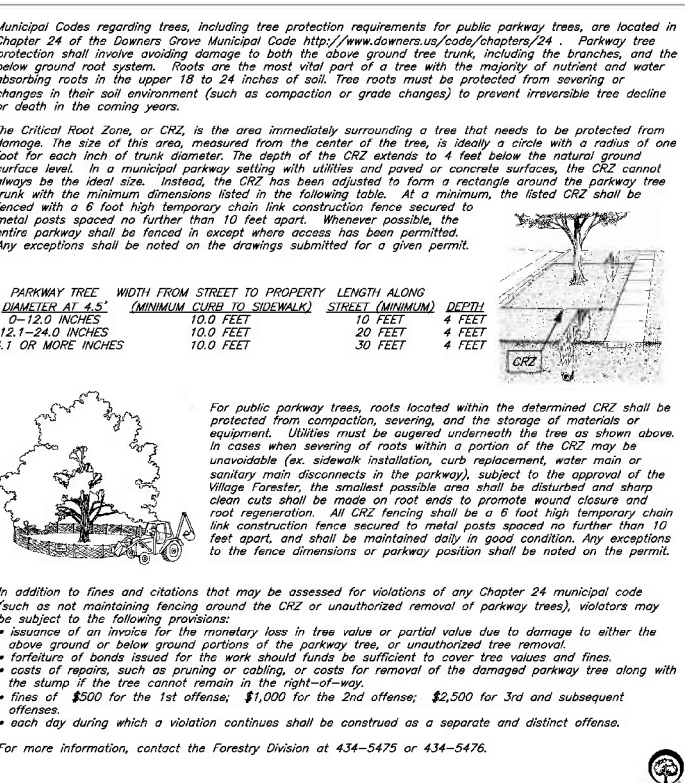 Municipal Codes regarding trees, including tree protection requirements for public parkway trees, are located in
Chapter 24 of the Downers Grove Municipal Code http://www.downers.us/code/chapters/24 . Parkway tree
protection shall involve avoiding damage to both the above ground tree trunk, including the branches, and the
below ground root system. Roots are the most vital part of a tree with the majority of nutrient and water
absorbing roots in the upper 18 to 24 inches of soil. Tree roots must be protected from severing or
changes in their soil environment (such as compaction or grade changes) to prevent irreversible tree decline
or death in the coming years.
The Critical Root Zone, or CRZ, is the area immediately surrounding a tree that needs to be protected from
damage. The size of this area, measured from the center of the tree, is ideally a circle with a radius of one
foot for each inch of trunk diameter. The depth of the CRZ extends to 4 feet below the natural ground
surface level. In a municipal parkway setting with utilities and paved or concrete surfaces, the CRZ cannot
always be the ideal size. Instead, the CRZ has been adjusted to form a rectangle around the parkway tree
trunk with the minimum dimensions listed in the following table. At a minimum, the listed CRZ shall be
fenced with a 6 foot high temporary chain link construction fence secured to
metal posts spaced no further than 10 feet apart. Whenever possible, the
entire parkway shall be fenced in except where access has been permitted.
Any exceptions shall be noted on the drawings submitted for a given permit.
PARKWAY TREE WIDTH FROM STREET TO PROPERTY LENGTH ALONG
DIAMETER AT 4.5' (MINIMUM CURB TO SIDEWALK) STREET (MINIMUM) DEPTH
0-12.0 INCHES 10.0 FEET 10 FEET 4 FEET
12.1-24.0 INCHES 10.0 FEET 20 FEET 4 FEET
.1 OR MORE INCHES 10.0 FEET 30 FEET 4 FEET
CRZ
For public parkway trees, roots located within the determined CRZ shall be
protected from compaction, severing, and the storage of materials or
equipment. Utilities must be augered underneath the tree as shown above.
In cases when severing of roots within a portion of the CRZ may be
unavoidable (ex. sidewalk installation, curb replacement, water main or
sanitary main disconnects in the parkway), subject to the approval of the
Village Forester, the smallest possible area shall be disturbed and sharp
clean cuts shall be made on root ends to promote wound closure and
root regeneration. All CRZ fencing shall be a 6 foot high temporary chain
link construction fence secured to metal posts spaced no further than 10
feet apart, and shall be maintained daily in good condition. Any exceptions
to the fence dimensions or parkway position shall be noted on the permit.
In addition to fines and citations that may be assessed for violations of any Chapter 24 municipal code
(such as not maintaining fencing around the CRZ or unauthorized removal of parkway trees), violators may
be subject to the following provisions:
• issuance of an invoice for the monetary loss in tree value or partial value due to damage to either the
above ground or below ground portions of the parkway tree, or unauthorized tree removal.
• forfeiture of bonds issued for the work should funds be sufficient to cover tree values and fines.
• costs of repairs, such as pruning or cabling, or costs for removal of the damaged parkway tree along with
the stump if the tree cannot remain in the right-of-way.
• fines of $500 for the 1st offense; $1,000 for the 2nd offense; $2,500 for 3rd and subsequent
offenses.
• each day during which a violation continues shall be construed as a separate and distinct offense.
For more information, contact the Forestry Division at 434-5475 or 434-5476.